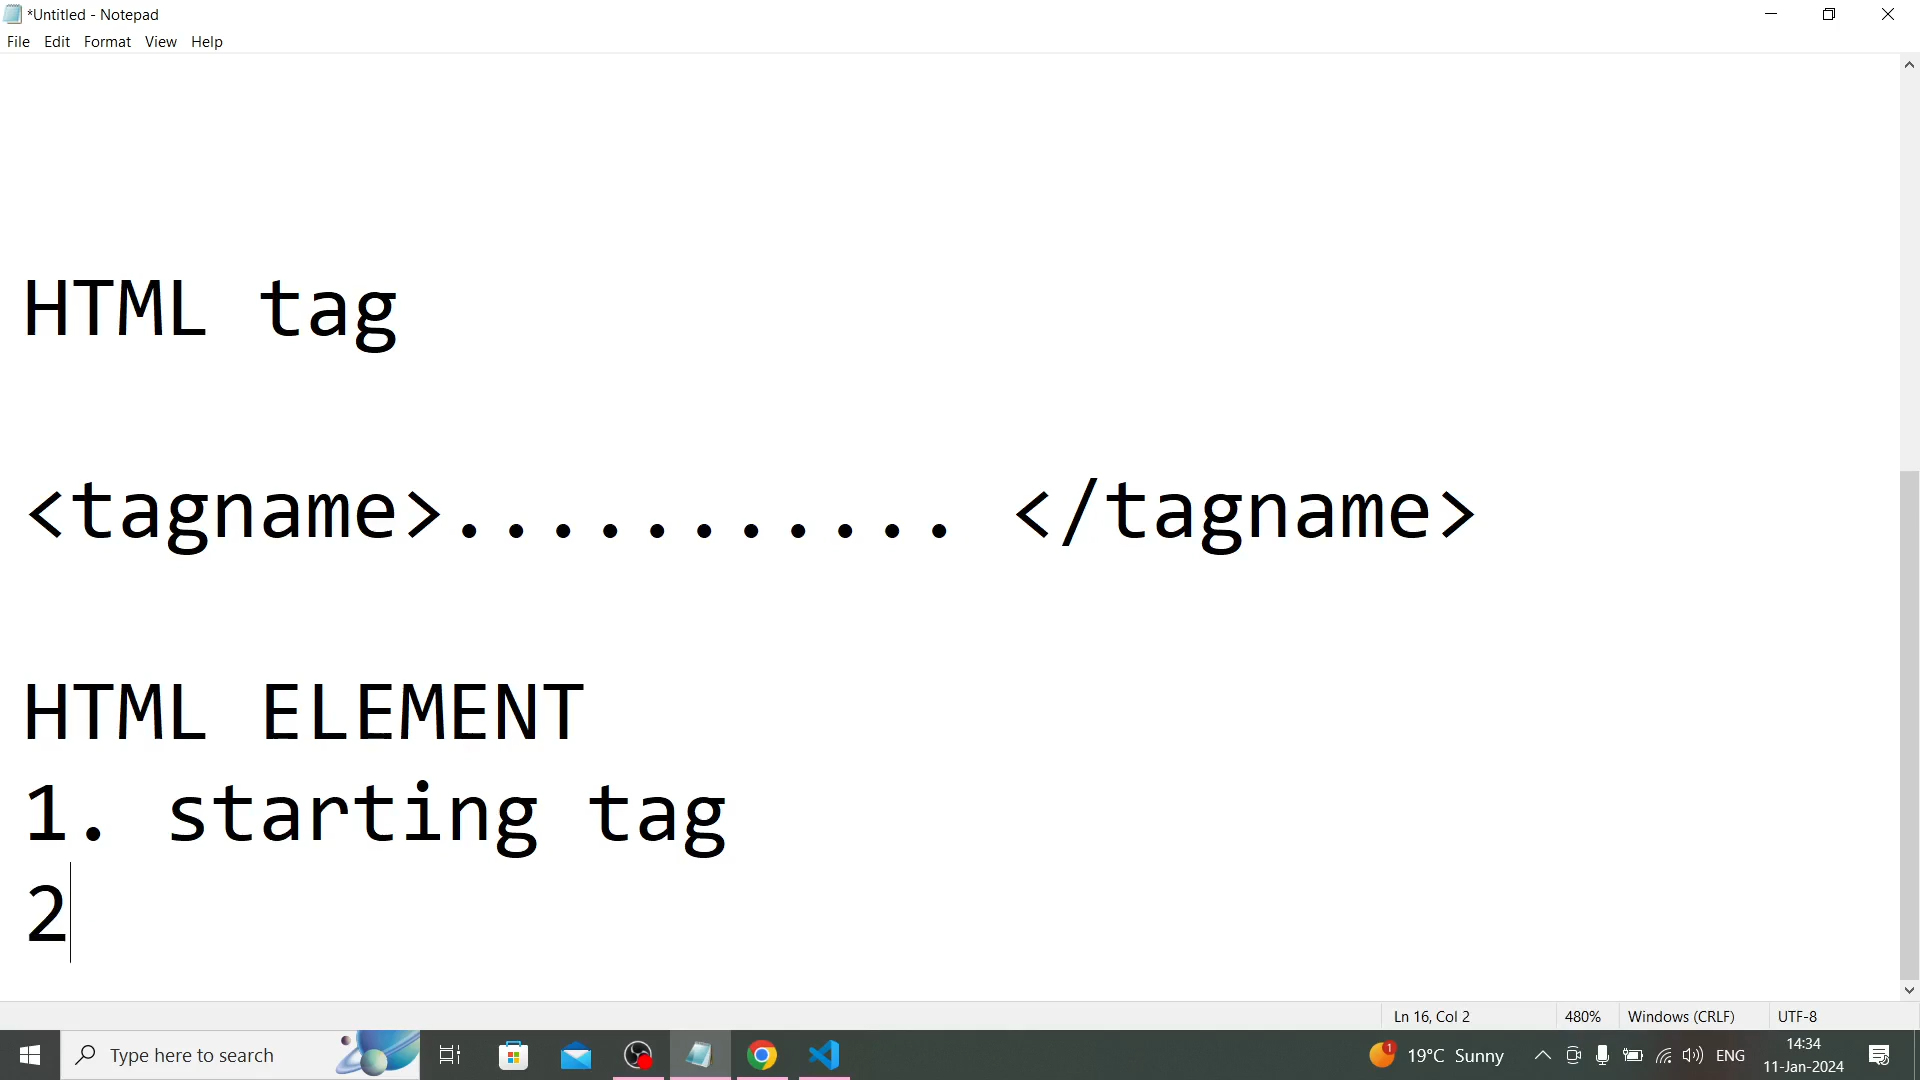 *Untitled - Notepad
File Edit Format View Help
HTML tag
<tagname>........... </tagname>
HTML ELEMENT
1. starting tag
2
Ln 16, Col 2 480% Windows (CRLF) UTF-8
Type here to search
1 19°C Sunny ENG 14:34
11-Jan-2024